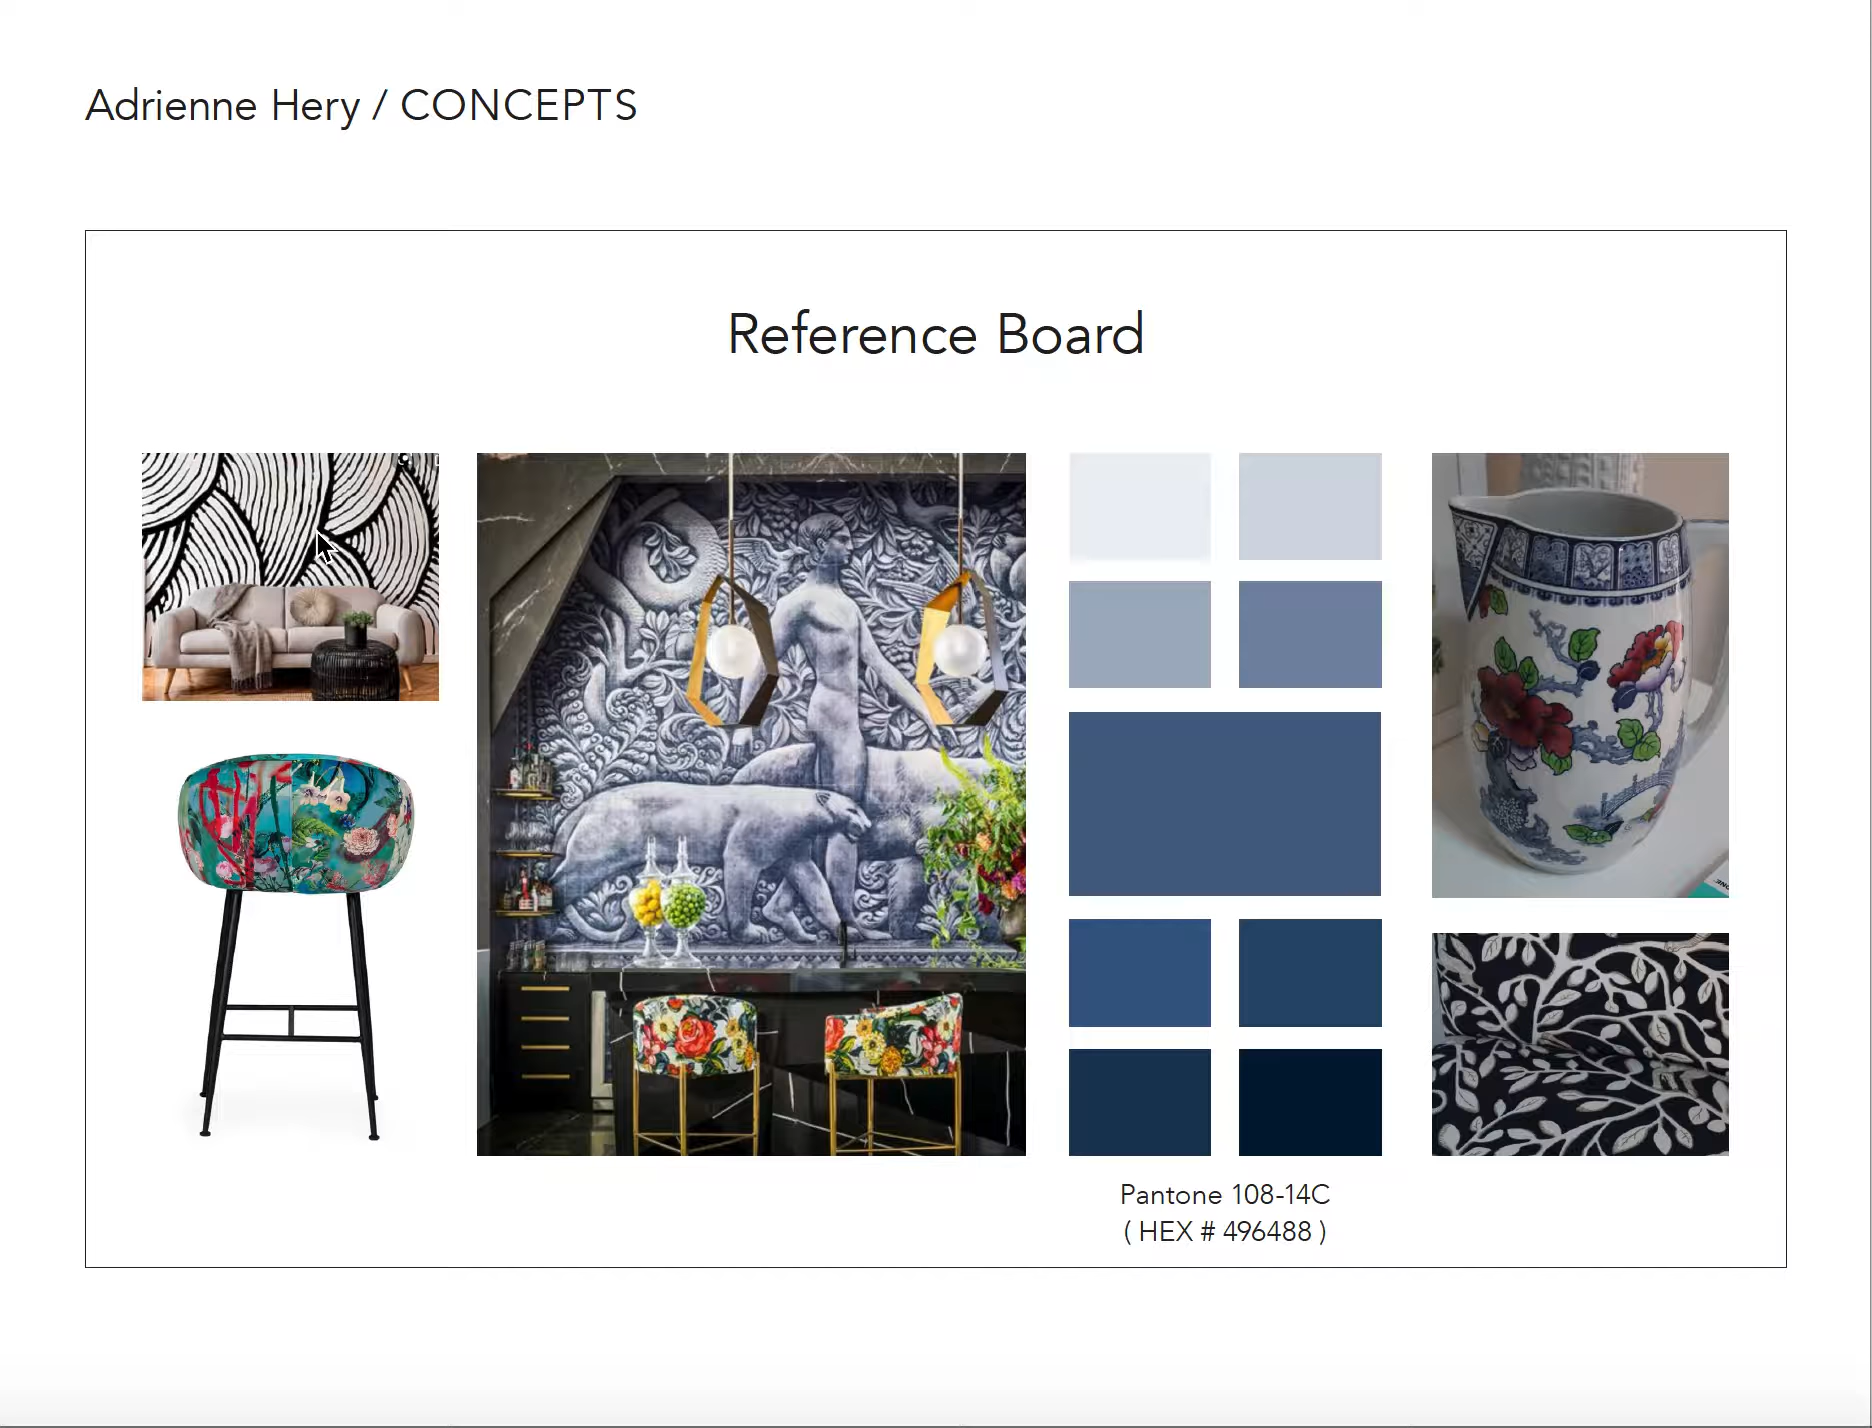 Adrienne Hery / CONCEPTS
Reference Board
Pantone 108-14C
( HEX # 496488 )